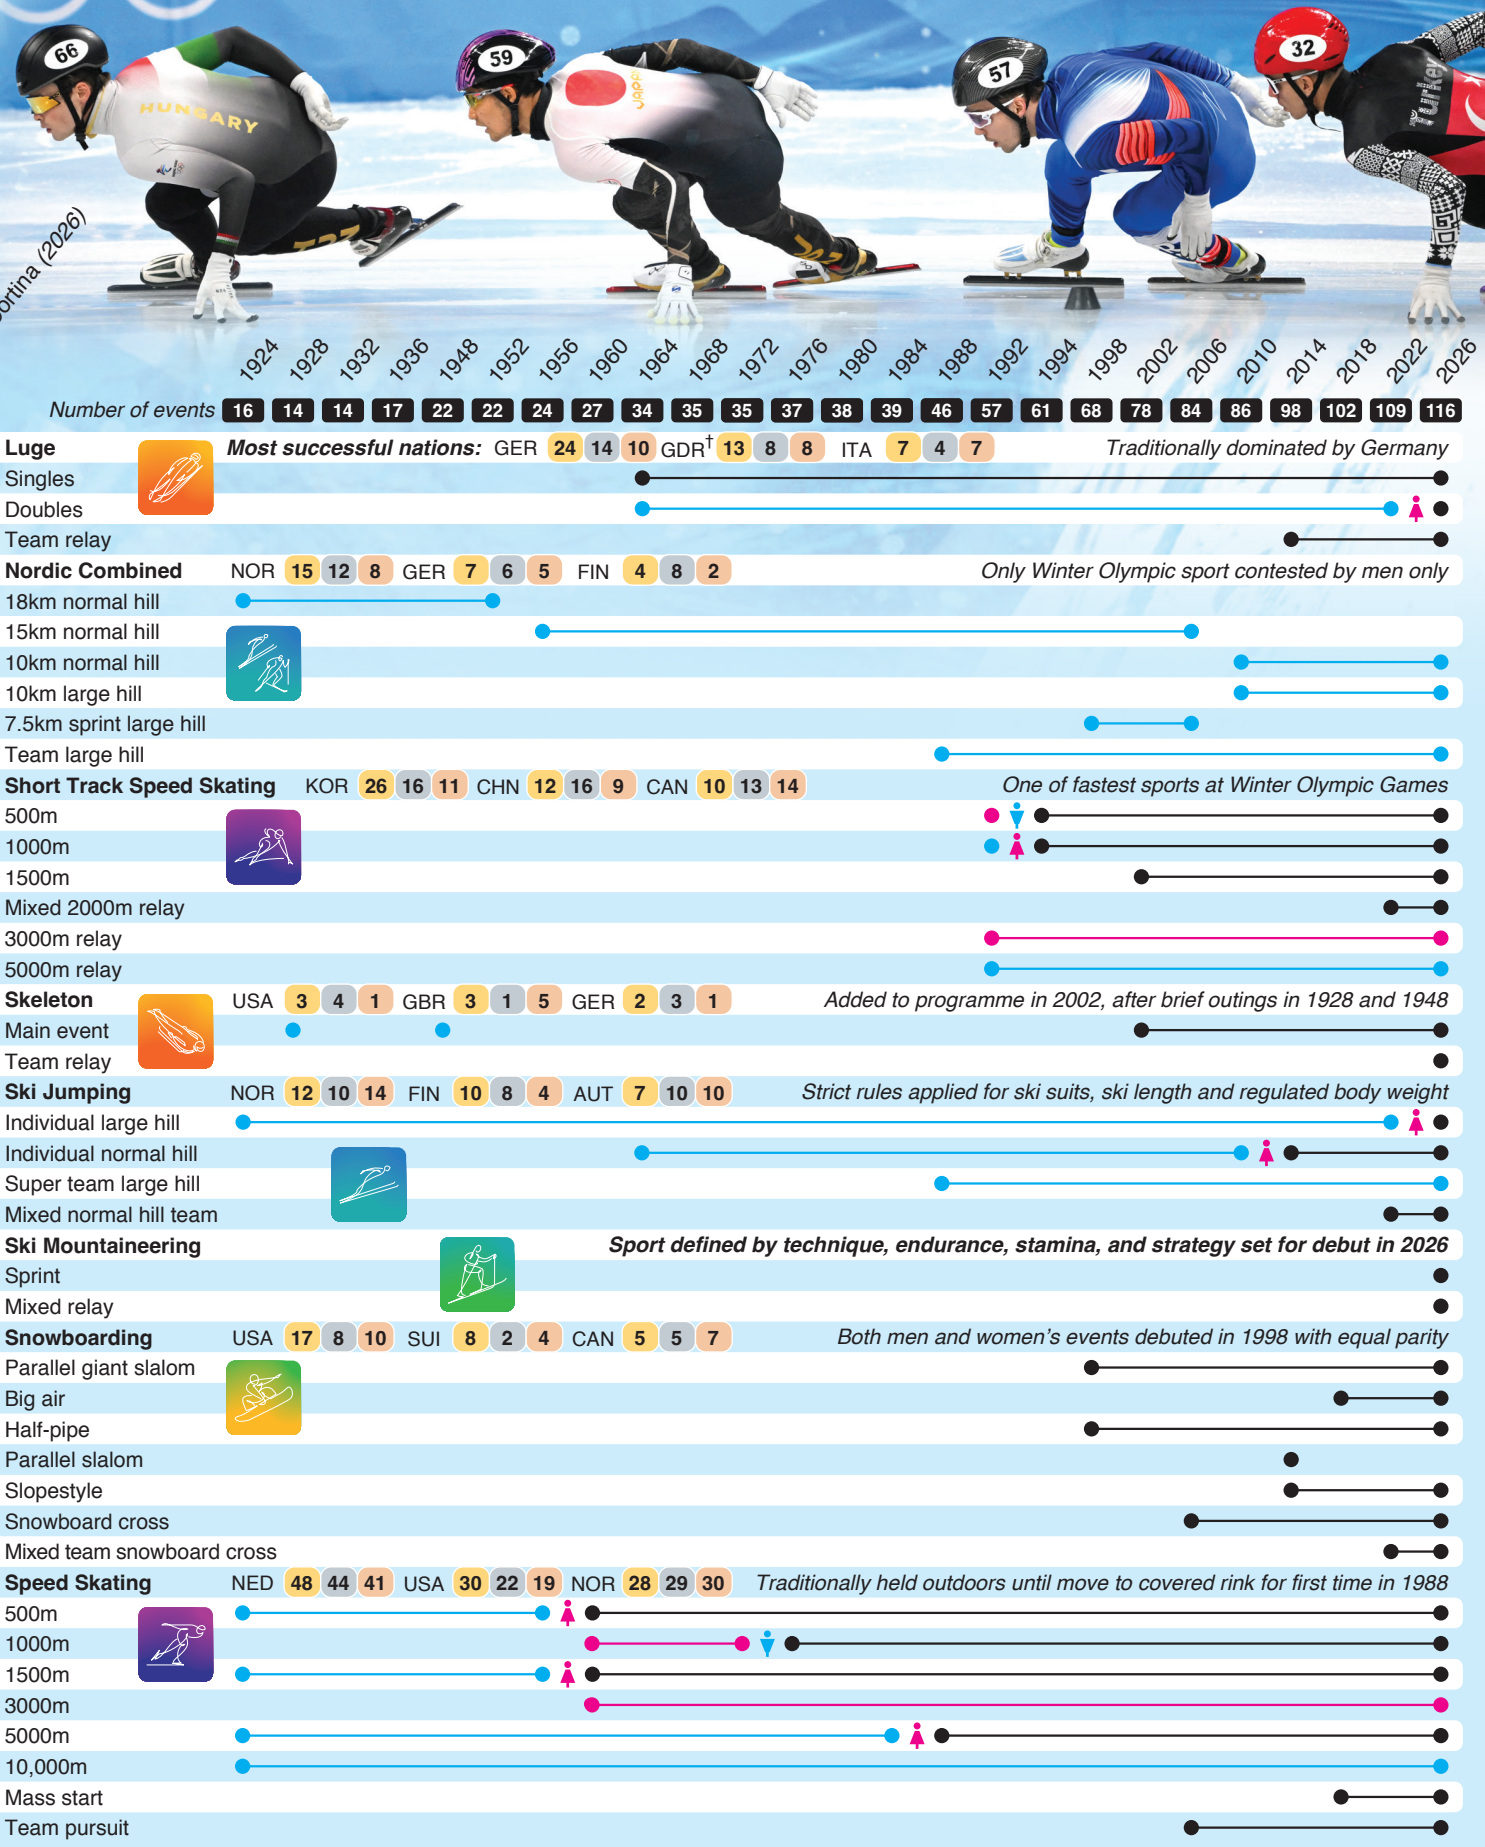 66
59
57
32
HUNGARY
JAPAN
Turkey
ortina (2026)
1924 1928 1932 1936 1948 1952 1956 1960 1964 1968 1972 1976 1980 1984 1988 1992 1994 1998 2002 2006 2010 2014 2018 2022 2026
Number of events 16 14 14 17 22 22 24 27 34 35 35 37 38 39 46 57 61 68 78 84 86 98 102 109 116
Luge Most successful nations: GER 24 14 10 GDR† 13 8 8 ITA 7 4 7 Traditionally dominated by Germany
Singles
Doubles
Team relay
Nordic Combined NOR 15 12 8 GER 7 6 5 FIN 4 8 2 Only Winter Olympic sport contested by men only
18km normal hill
15km normal hill
10km normal hill
10km large hill
7.5km sprint large hill
Team large hill
Short Track Speed Skating KOR 26 16 11 CHN 12 16 9 CAN 10 13 14 One of fastest sports at Winter Olympic Games
500m
1000m
1500m
Mixed 2000m relay
3000m relay
5000m relay
Skeleton USA 3 4 1 GBR 3 1 5 GER 2 3 1 Added to programme in 2002, after brief outings in 1928 and 1948
Main event
Team relay
Ski Jumping NOR 12 10 14 FIN 10 8 4 AUT 7 10 10 Strict rules applied for ski suits, ski length and regulated body weight
Individual large hill
Individual normal hill
Super team large hill
Mixed normal hill team
Ski Mountaineering Sport defined by technique, endurance, stamina, and strategy set for debut in 2026
Sprint
Mixed relay
Snowboarding USA 17 8 10 SUI 8 2 4 CAN 5 5 7 Both men and women's events debuted in 1998 with equal parity
Parallel giant slalom
Big air
Half-pipe
Parallel slalom
Slopestyle
Snowboard cross
Mixed team snowboard cross
Speed Skating NED 48 44 41 USA 30 22 19 NOR 28 29 30 Traditionally held outdoors until move to covered rink for first time in 1988
500m
1000m
1500m
3000m
5000m
10,000m
Mass start
Team pursuit